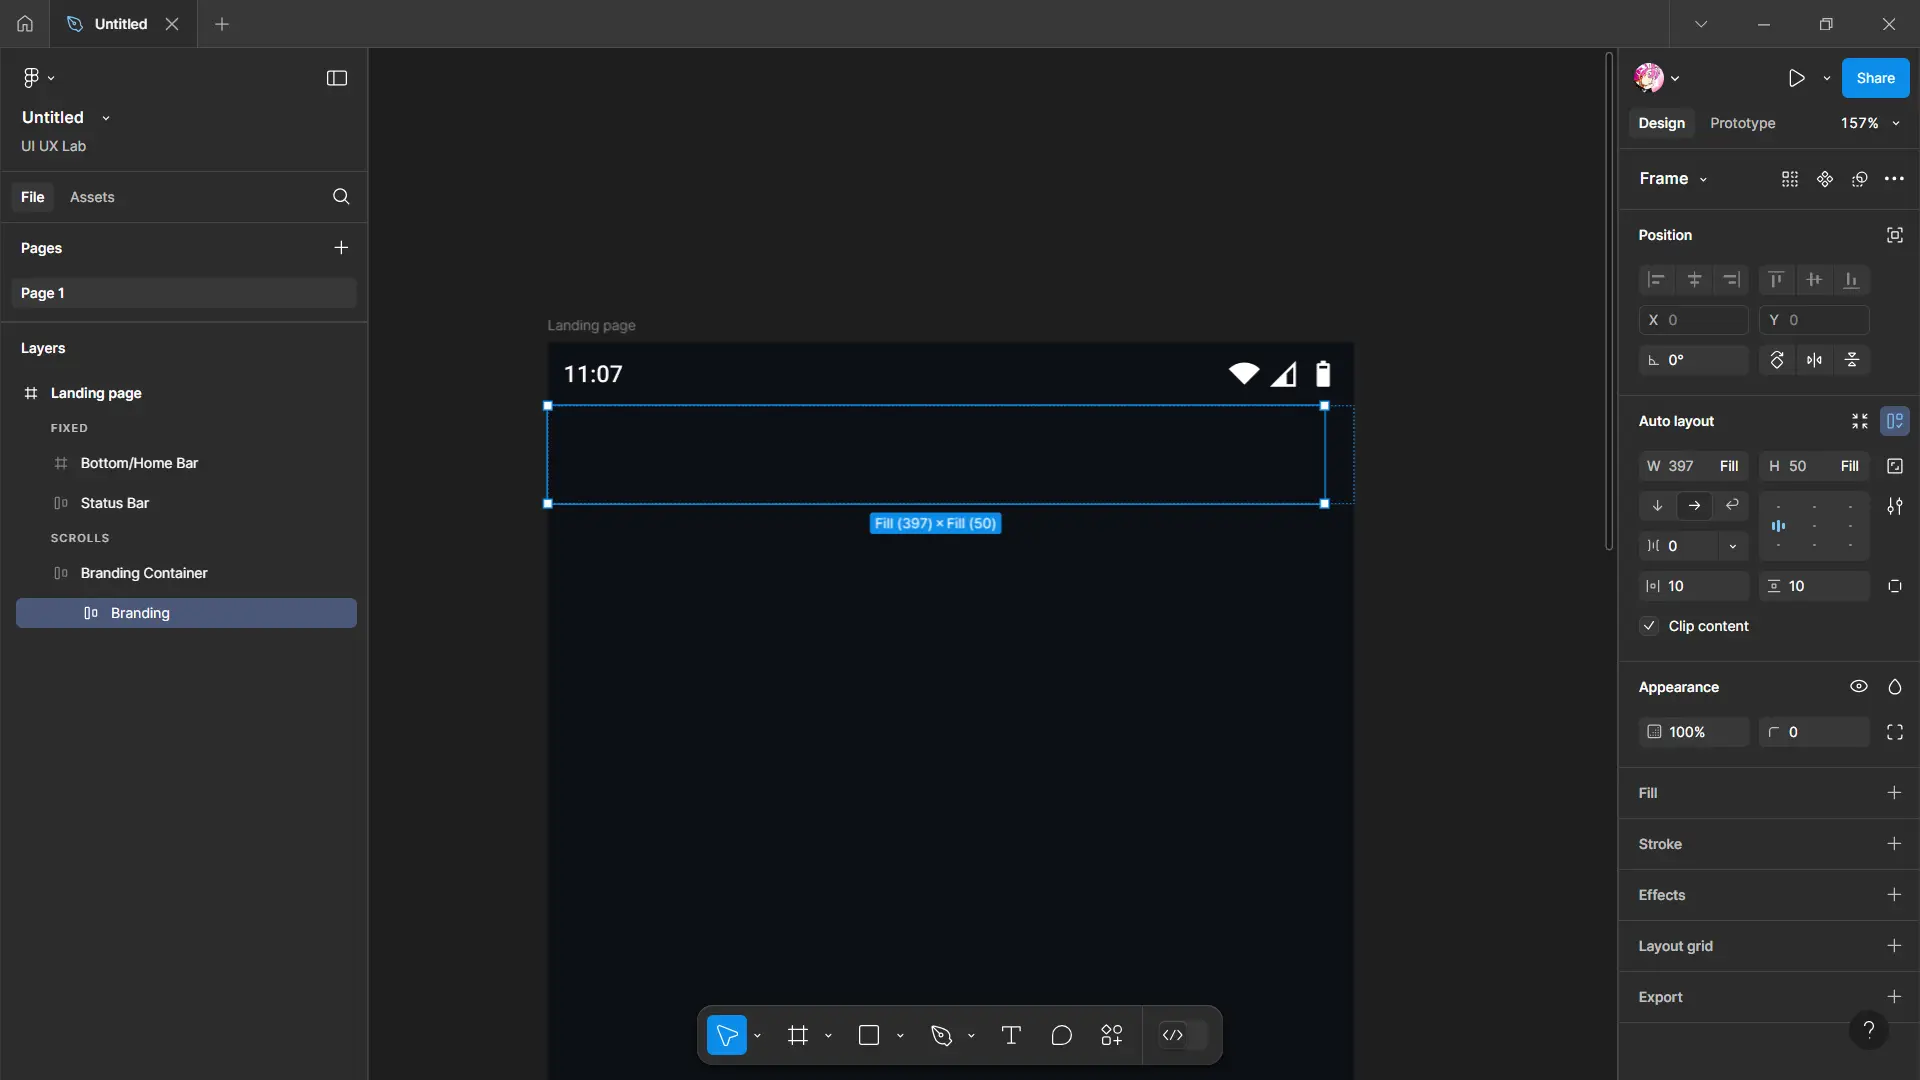 Untitled
Untitled
UI UX Lab
File
Assets
Pages
Page 1
Layers
Landing page
FIXED
Bottom/Home Bar
Status Bar
SCROLLS
Branding Container
Branding
Landing page
11:07
Fill (397) × Fill (50)
Share
Design
Prototype
157%
Frame
Position
X 0
Y 0
0°
Auto layout
W 397 Fill
H 50 Fill
0
10
10
Clip content
Appearance
100%
0
Fill
Stroke
Effects
Layout grid
Export
?